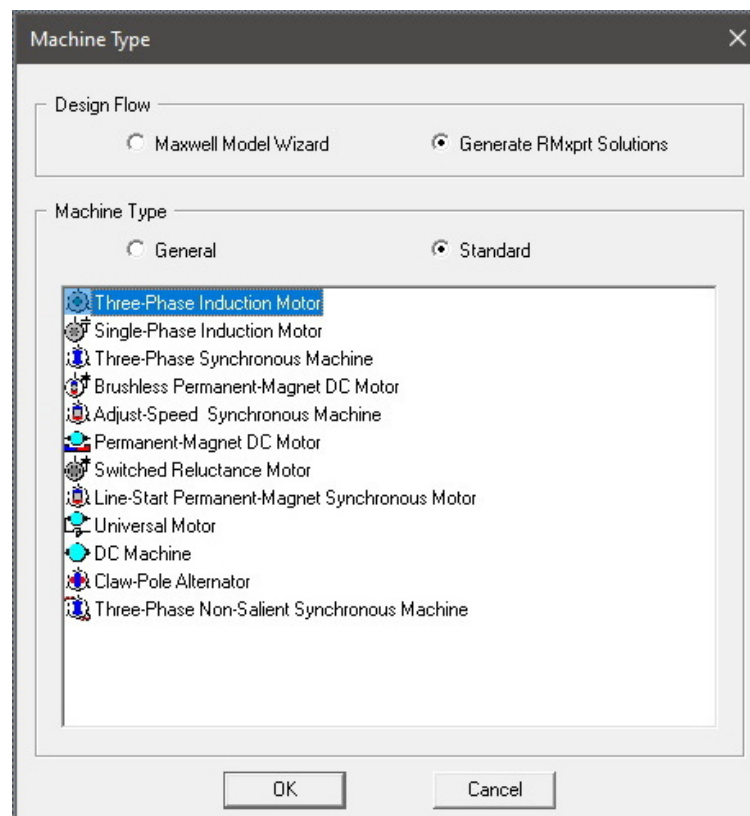 Machine Type
Design Flow
Maxwell Model Wizard Generate RMxprt Solutions
Machine Type
General Standard
Three-Phase Induction Motor
Single-Phase Induction Motor
Three-Phase Synchronous Machine
Brushless Permanent-Magnet DC Motor
Adjust-Speed  Synchronous Machine
Permanent-Magnet DC Motor
Switched Reluctance Motor
Line-Start Permanent-Magnet Synchronous Motor
Universal Motor
DC Machine
Claw-Pole Alternator
Three-Phase Non-Salient Synchronous Machine
OK Cancel